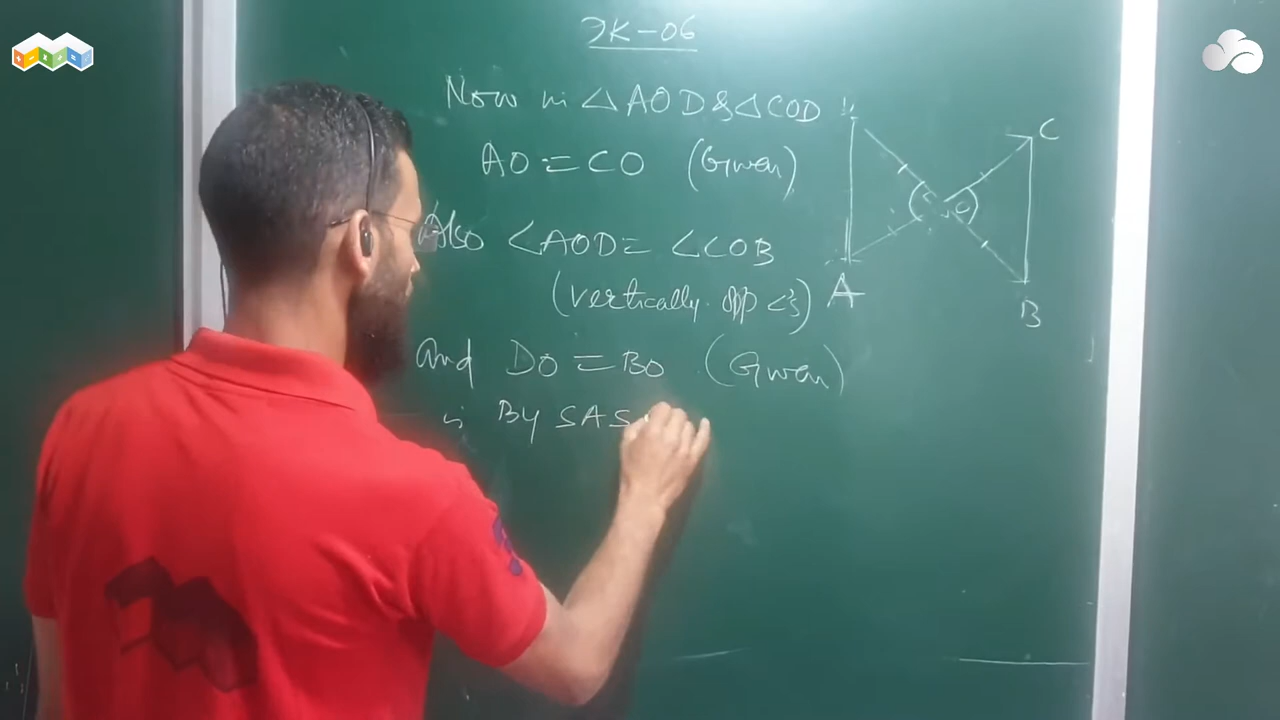 JK-06
Now in △AOD & △COD
AO = CO (Given)
Also ∠AOD = ∠COB
(vertically opp ∠'s)
and DO = BO (Given)
By SAS
C
O
A
B